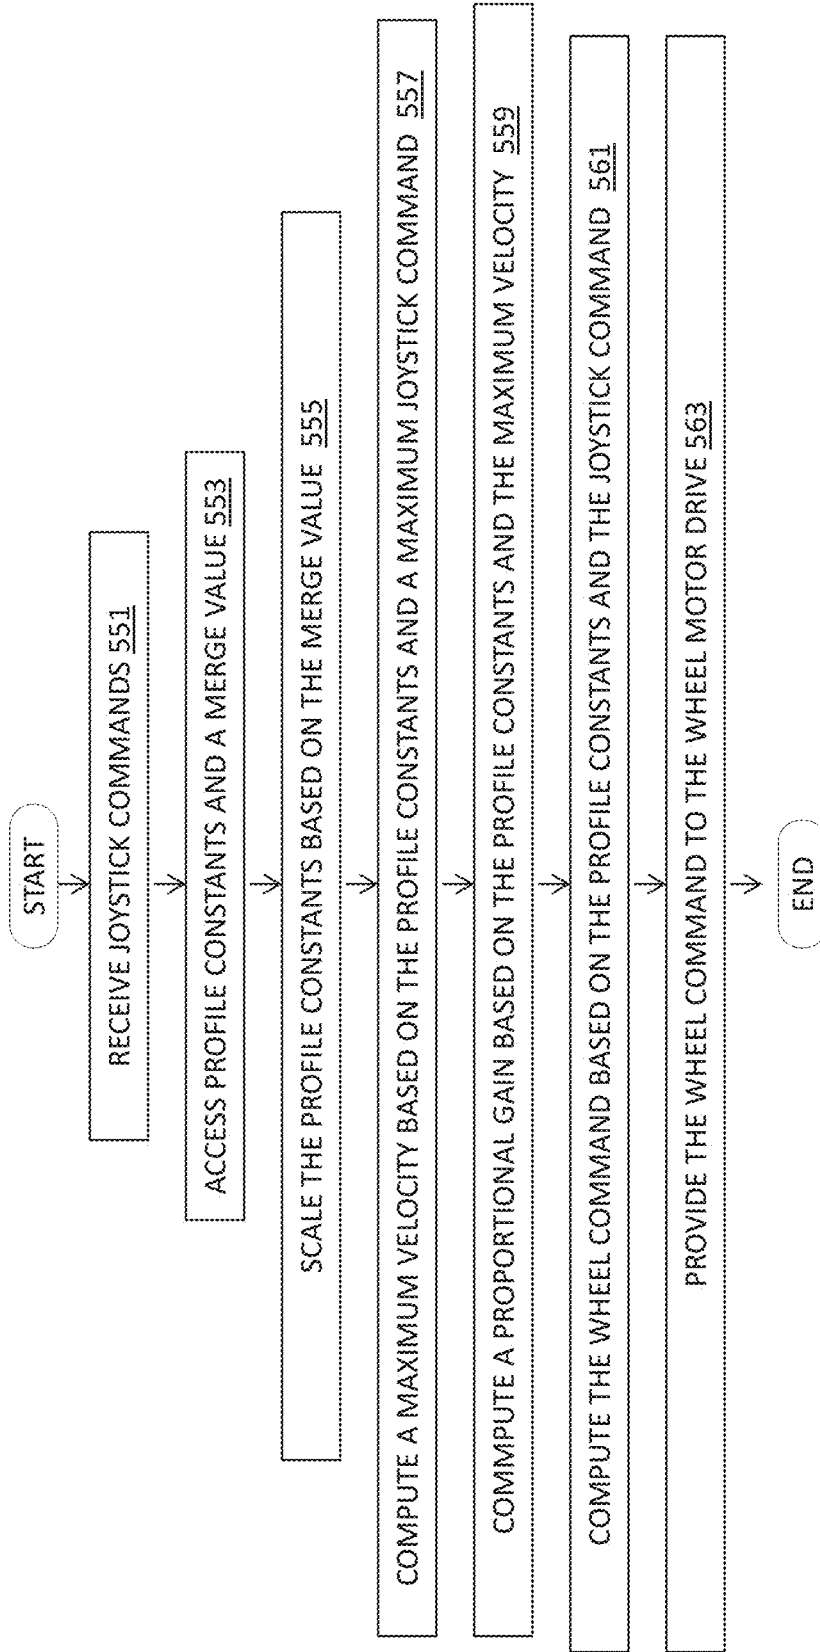 START
RECEIVE JOYSTICK COMMANDS 551
ACCESS PROFILE CONSTANTS AND A MERGE VALUE 553
SCALE THE PROFILE CONSTANTS BASED ON THE MERGE VALUE 555
COMPUTE A MAXIMUM VELOCITY BASED ON THE PROFILE CONSTANTS AND A MAXIMUM JOYSTICK COMMAND 557
COMMPUTE A PROPORTIONAL GAIN BASED ON THE PROFILE CONSTANTS AND THE MAXIMUM VELOCITY 559
COMPUTE THE WHEEL COMMAND BASED ON THE PROFILE CONSTANTS AND THE JOYSTICK COMMAND 561
PROVIDE THE WHEEL COMMAND TO THE WHEEL MOTOR DRIVE 563
END